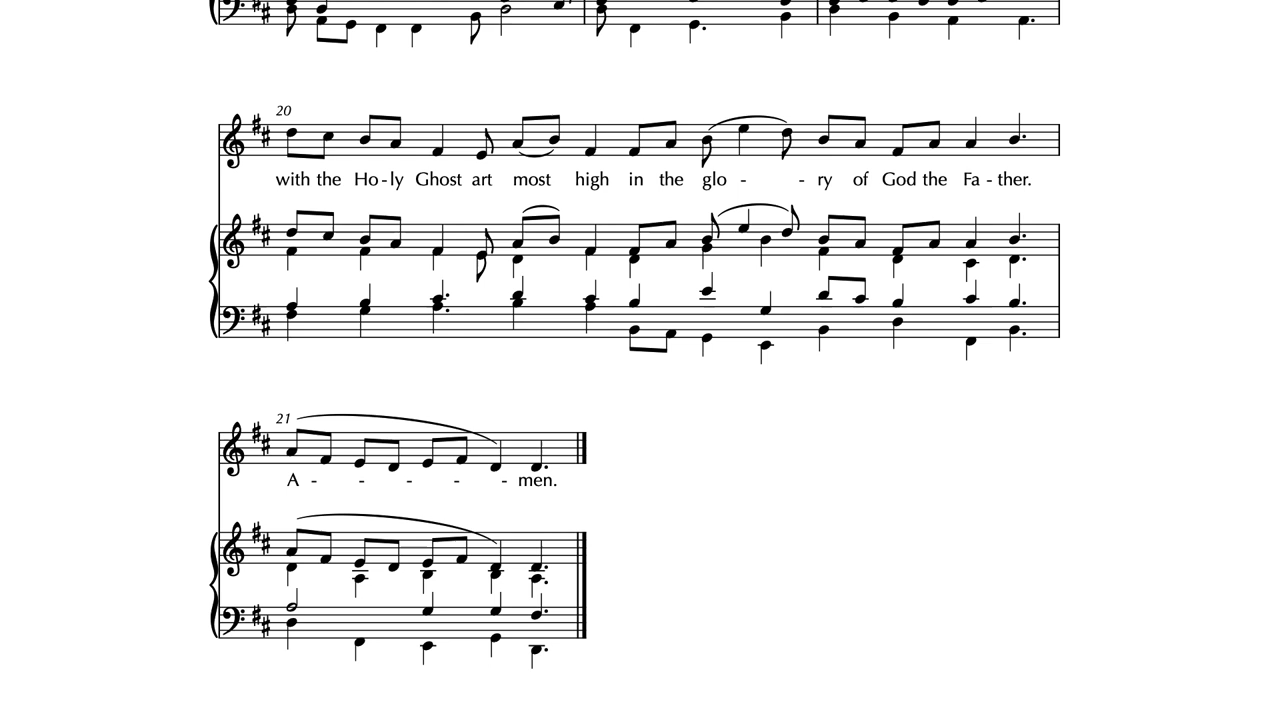 20
with the Ho - ly Ghost art most high in the glo - - ry of God the Fa - ther.
21
A - - - - - men.